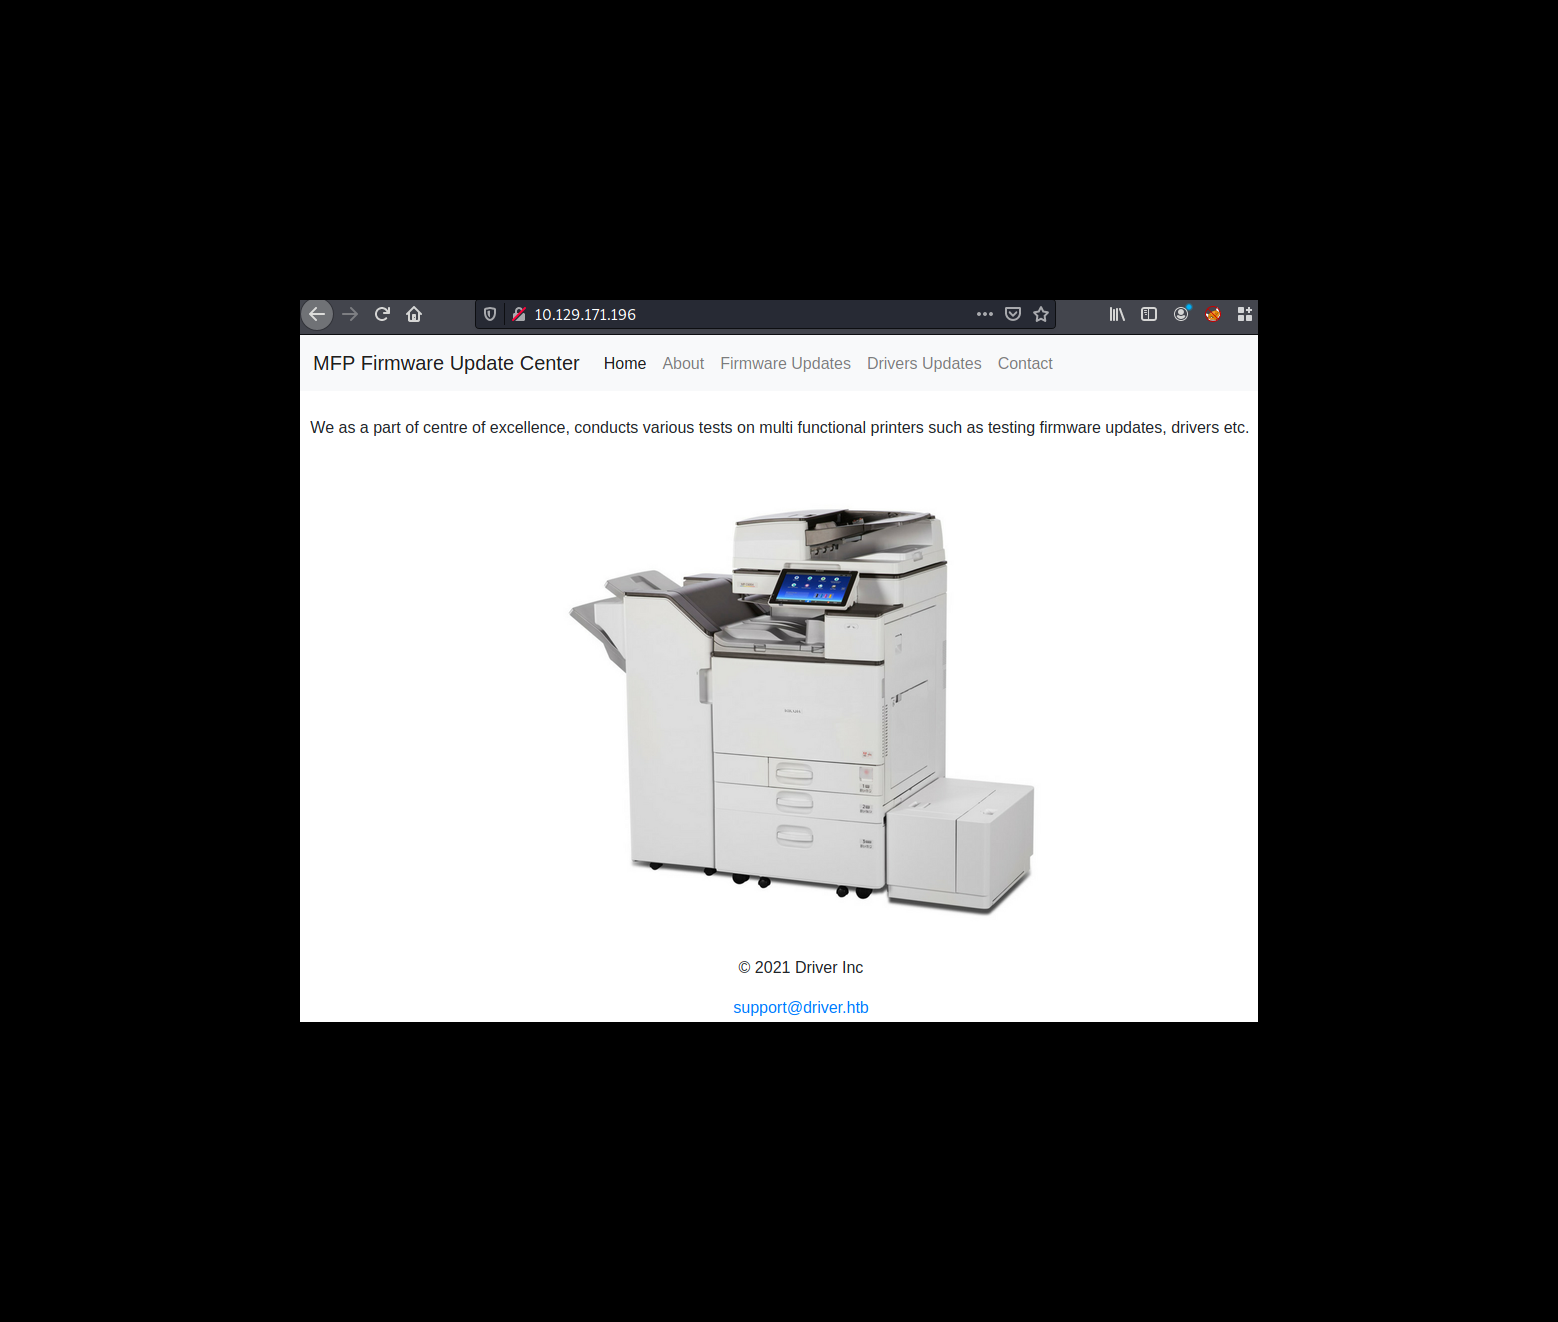 10.129.171.196
MFP Firmware Update Center Home About Firmware Updates Drivers Updates Contact
We as a part of centre of excellence, conducts various tests on multi functional printers such as testing firmware updates, drivers etc.
© 2021 Driver Inc
support@driver.htb